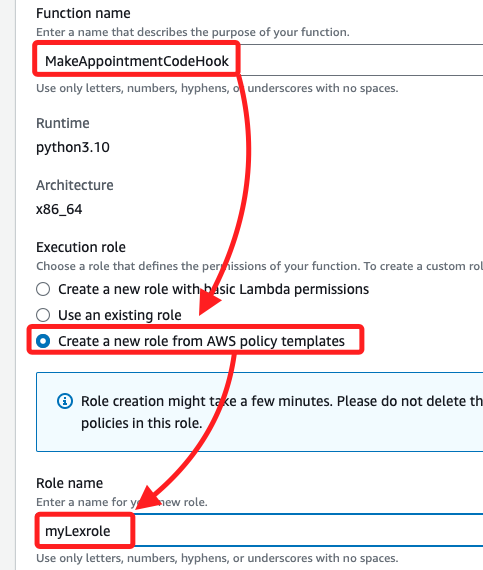 Function name
Enter a name that describes the purpose of your function.
MakeAppointmentCodeHook
Use only letters, numbers, hyphens, or underscores with no spaces.
Runtime
python3.10
Architecture
x86_64
Execution role
Choose a role that defines the permissions of your function. To create a custom rol
Create a new role with basic Lambda permissions
Use an existing role
Create a new role from AWS policy templates
Role creation might take a few minutes. Please do not delete th
policies in this role.
Role name
Enter a name for your new role.
myLexrole
Use only letters, numbers, hyphens, or underscores with no spaces.